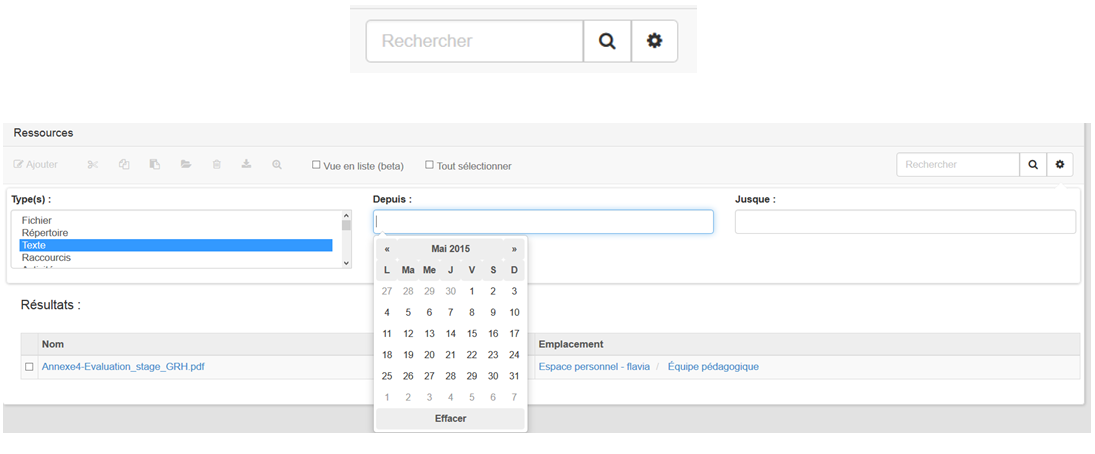 Rechercher
Ressources
Ajouter Vue en liste (beta) Tout sélectionner Rechercher
Type(s) : Depuis : Jusque :
Fichier
Répertoire
Texte
Raccourcis
« Mai 2015 »
L Ma Me J V S D
27 28 29 30 1 2 3
4 5 6 7 8 9 10
11 12 13 14 15 16 17
18 19 20 21 22 23 24
25 26 27 28 29 30 31
1 2 3 4 5 6 7
Effacer
Résultats :
Nom Emplacement
Annexe4-Evaluation_stage_GRH.pdf Espace personnel - flavia / Équipe pédagogique